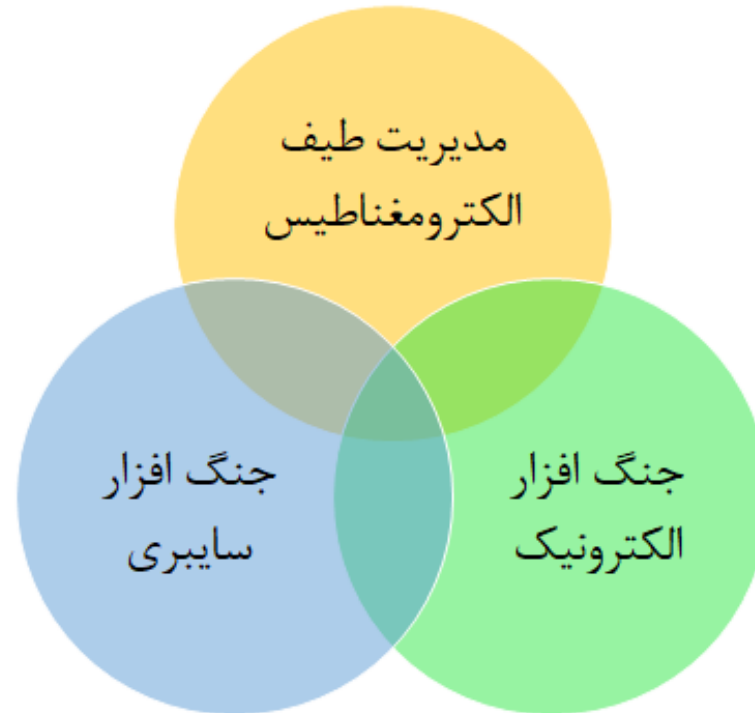 مدیریت طیف
الکترومغناطیس
جنگ افزار
الکترونیک
جنگ افزار
سایبری